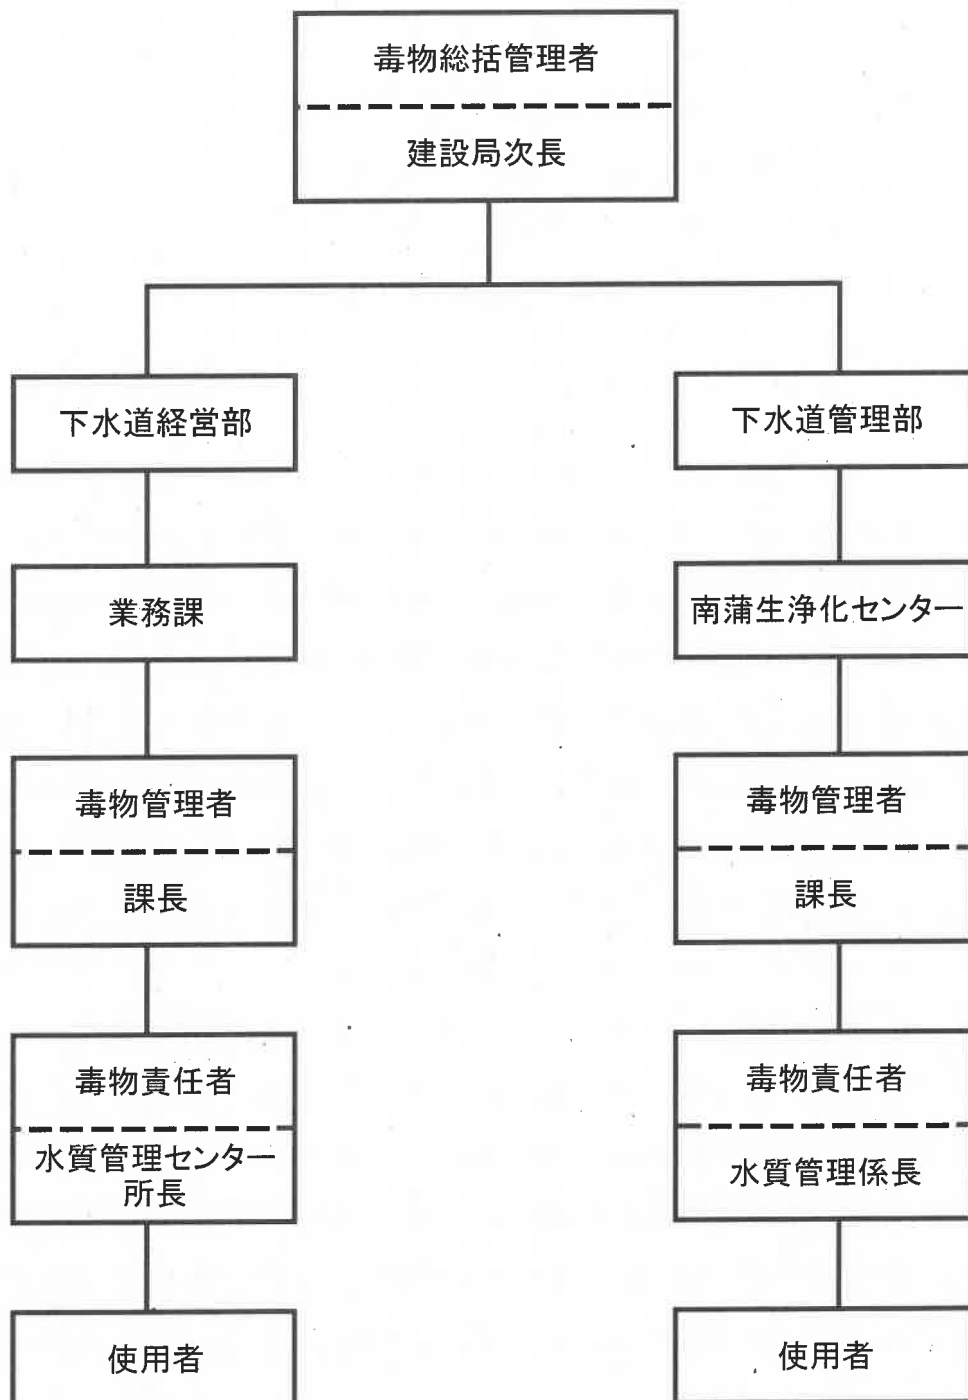 毒物総括管理者
建設局次長
下水道経営部
業務課
毒物管理者
課長
毒物責任者
水質管理センター
所長
使用者
下水道管理部
南蒲生浄化センター
毒物管理者
課長
毒物責任者
水質管理係長
使用者